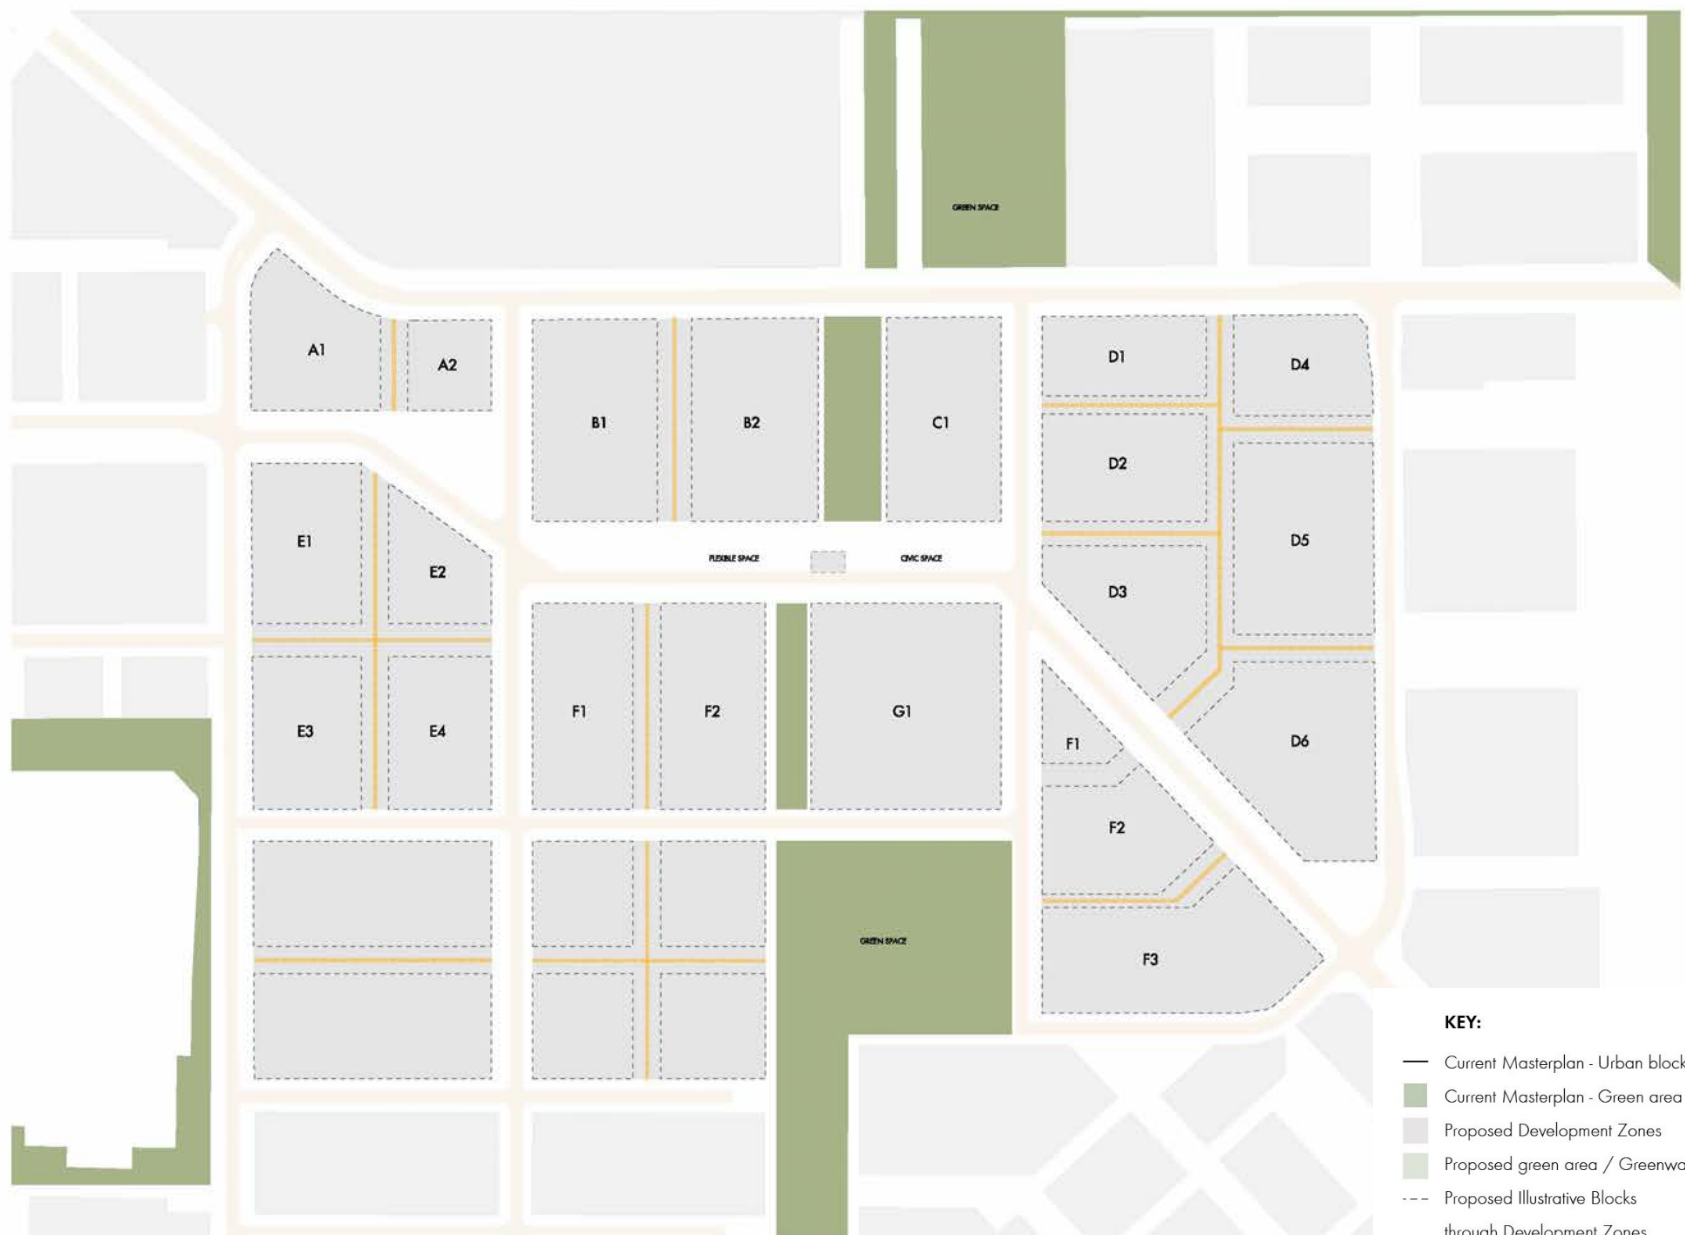 GREEN SPACE
A1
A2
B1
B2
C1
D1
D4
D2
D5
D3
E1
E2
FLEXIBLE SPACE
CIVIC SPACE
E3
E4
F1
F2
G1
F1
D6
F2
GREEN SPACE
F3
KEY:
Current Masterplan - Urban block
Current Masterplan - Green area
Proposed Development Zones
Proposed green area / Greenwa
Proposed Illustrative Blocks
through Development Zones